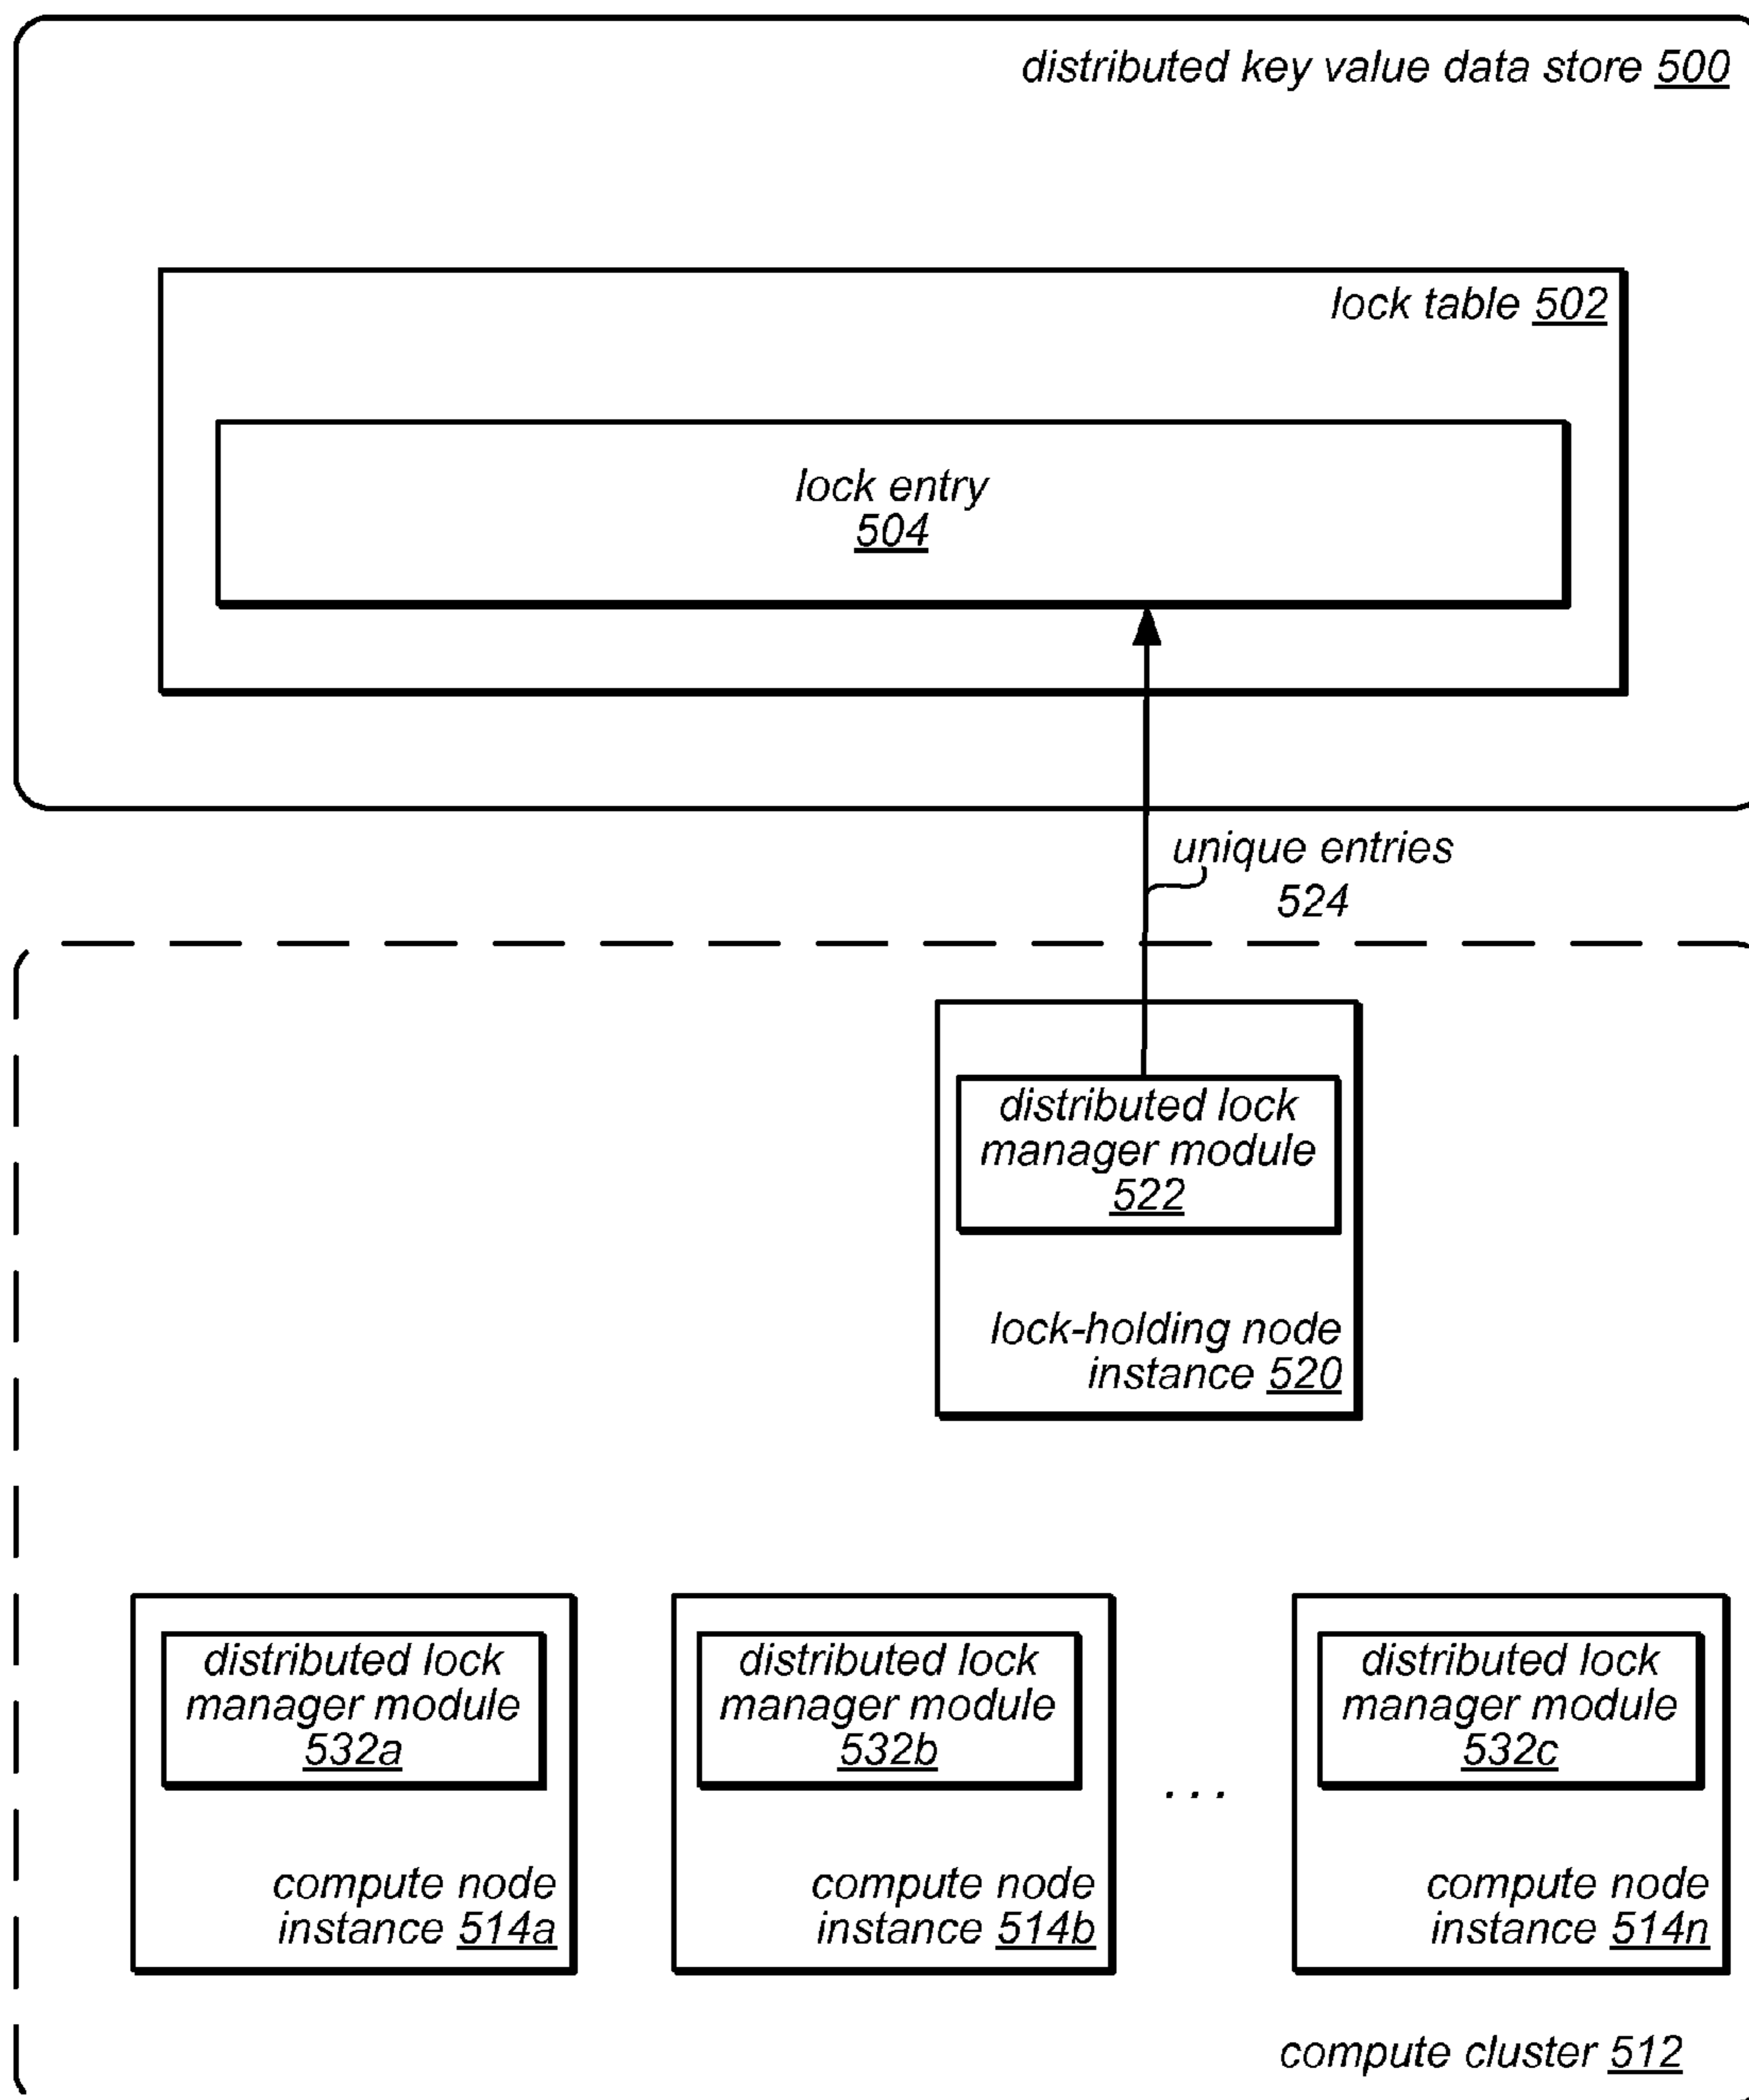 distributed key value data store 500
lock table 502
lock entry
504
unique entries
524
distributed lock
manager module
522
lock-holding node
instance 520
distributed lock
manager module
532a
compute node
instance 514a
distributed lock
manager module
532b
compute node
instance 514b
. . .
distributed lock
manager module
532c
compute node
instance 514n
compute cluster 512